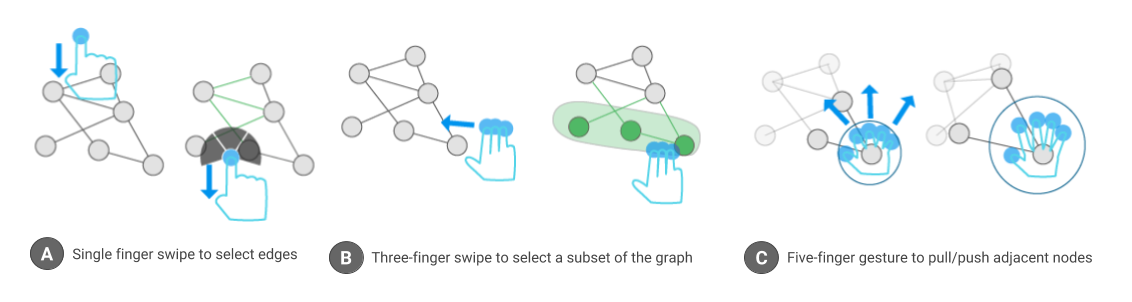 A Single finger swipe to select edges
B Three-finger swipe to select a subset of the graph
C Five-finger gesture to pull/push adjacent nodes